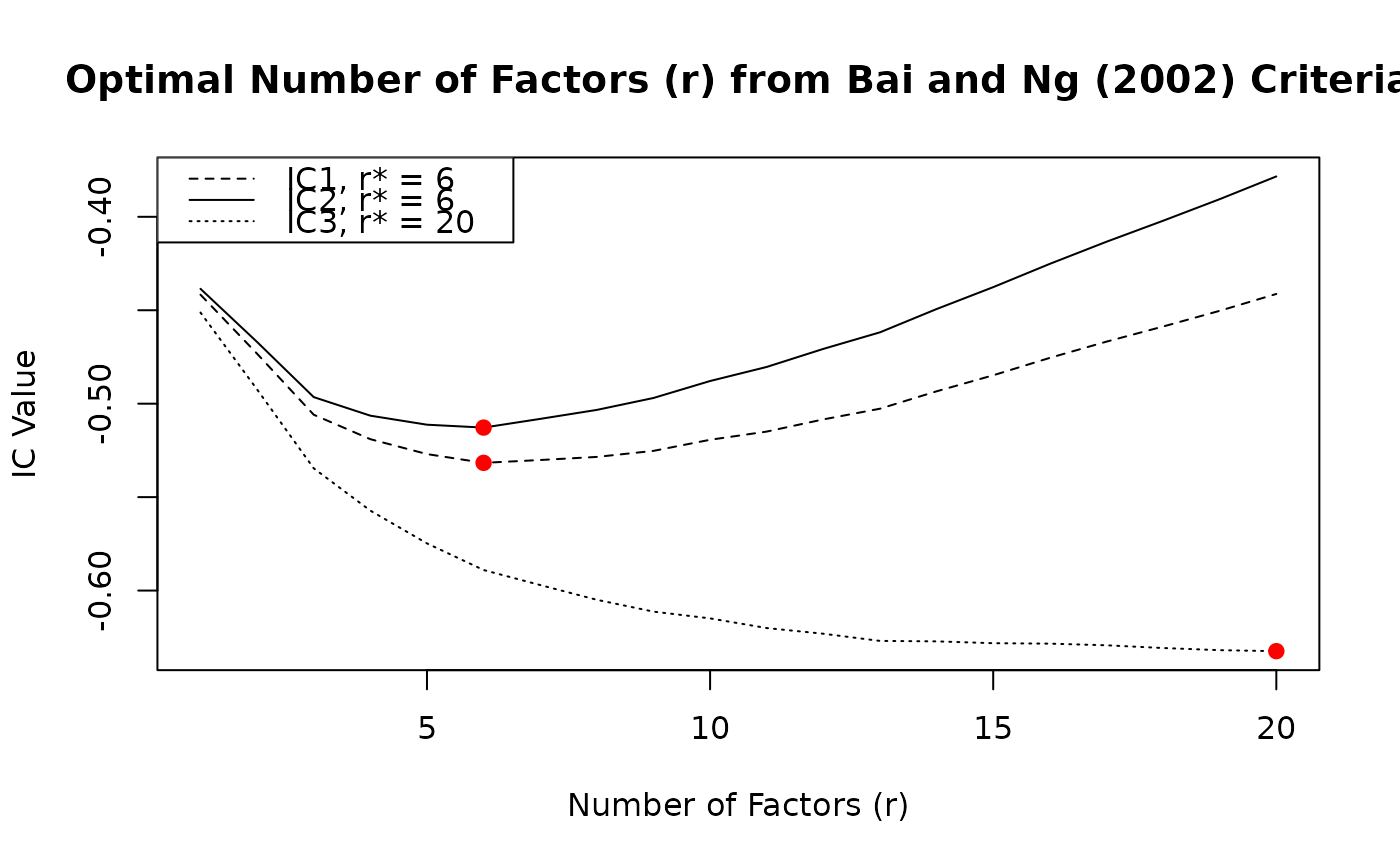 Optimal Number of Factors (r) from Bai and Ng (2002) Criteria
IC1, r* = 6
IC2, r* = 6
IC3, r* = 20
-0.40
-0.50
-0.60
IC Value
5 10 15 20
Number of Factors (r)